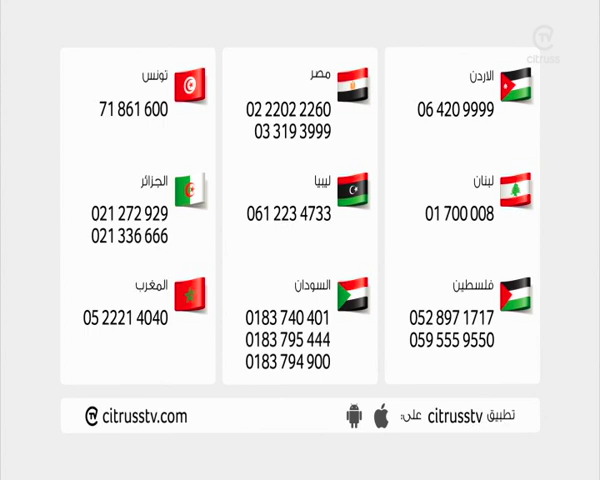 citruss
الاردن
06 420 9999
لبنان
01 700 008
فلسطين
052 897 1717
059 555 9550
مصر
02 2202 2260
03 319 3999
ليبيا
061 223 4733
السودان
0183 740 401
0183 795 444
0183 794 900
تونس
71 861 600
الجزائر
021 272 929
021 336 666
المغرب
05 2221 4040
تطبيق citrusstv على:
citrusstv.com